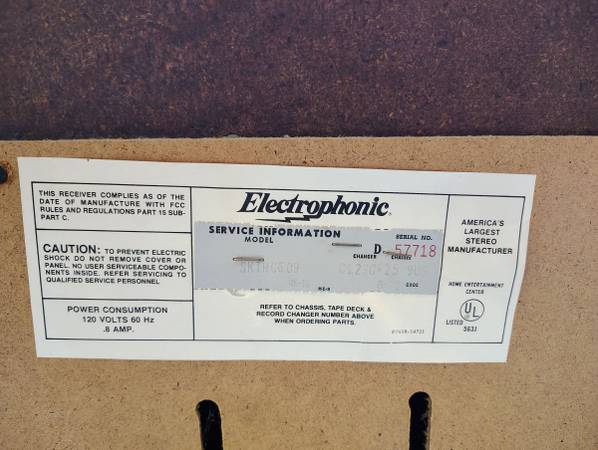 THIS RECEIVER COMPLIES AS OF THE
DATE OF MANUFACTURE WITH FCC
RULES AND REGULATIONS PART 15 SUB-
PART C.
CAUTION: TO PREVENT ELECTRIC
SHOCK DO NOT REMOVE COVER OR
PANEL. NO USER SERVICEABLE COMPO-
NENTS INSIDE. REFER SERVICING TO
QUALIFIED SERVICE PERSONNEL
POWER CONSUMPTION
120 VOLTS 60 Hz
.8 AMP.
Electrophonic
SERVICE INFORMATION
MODEL
SERIAL NO.
D 57718
CHANGER
CHASSIS
CODE
REFER TO CHASSIS, TAPE DECK &
RECORD CHANGER NUMBER ABOVE
WHEN ORDERING PARTS.
AMERICA'S
LARGEST
STEREO
MANUFACTURER
HOME ENTERTAINMENT
CENTER
UL
LISTED
563J